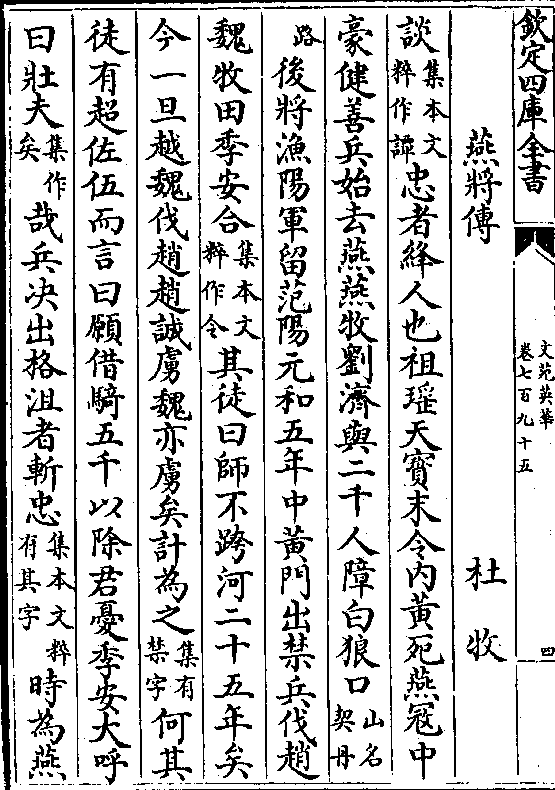 欽定四庫全書
文苑英華
卷七百九十五
四
燕將傳 杜牧
談集本文粹作譚忠者絳人也祖瑶天寳末令内黄死燕冦中
豪健善兵始去燕燕牧劉濟與二千人障白狼口山名契丹
路後將漁陽軍留范陽元和五年中黄門出禁兵伐趙
魏牧田季安合集本文粹作令其徒曰師不跨河二十五年矣
今一旦越魏伐趙趙誠虜魏亦虜矣計為之集有禁字何其
徒有超佐伍而言曰願借騎五千以除君憂季安大呼
曰壯夫集作矣哉兵决出格沮者斬忠集本文粹有其字時為燕